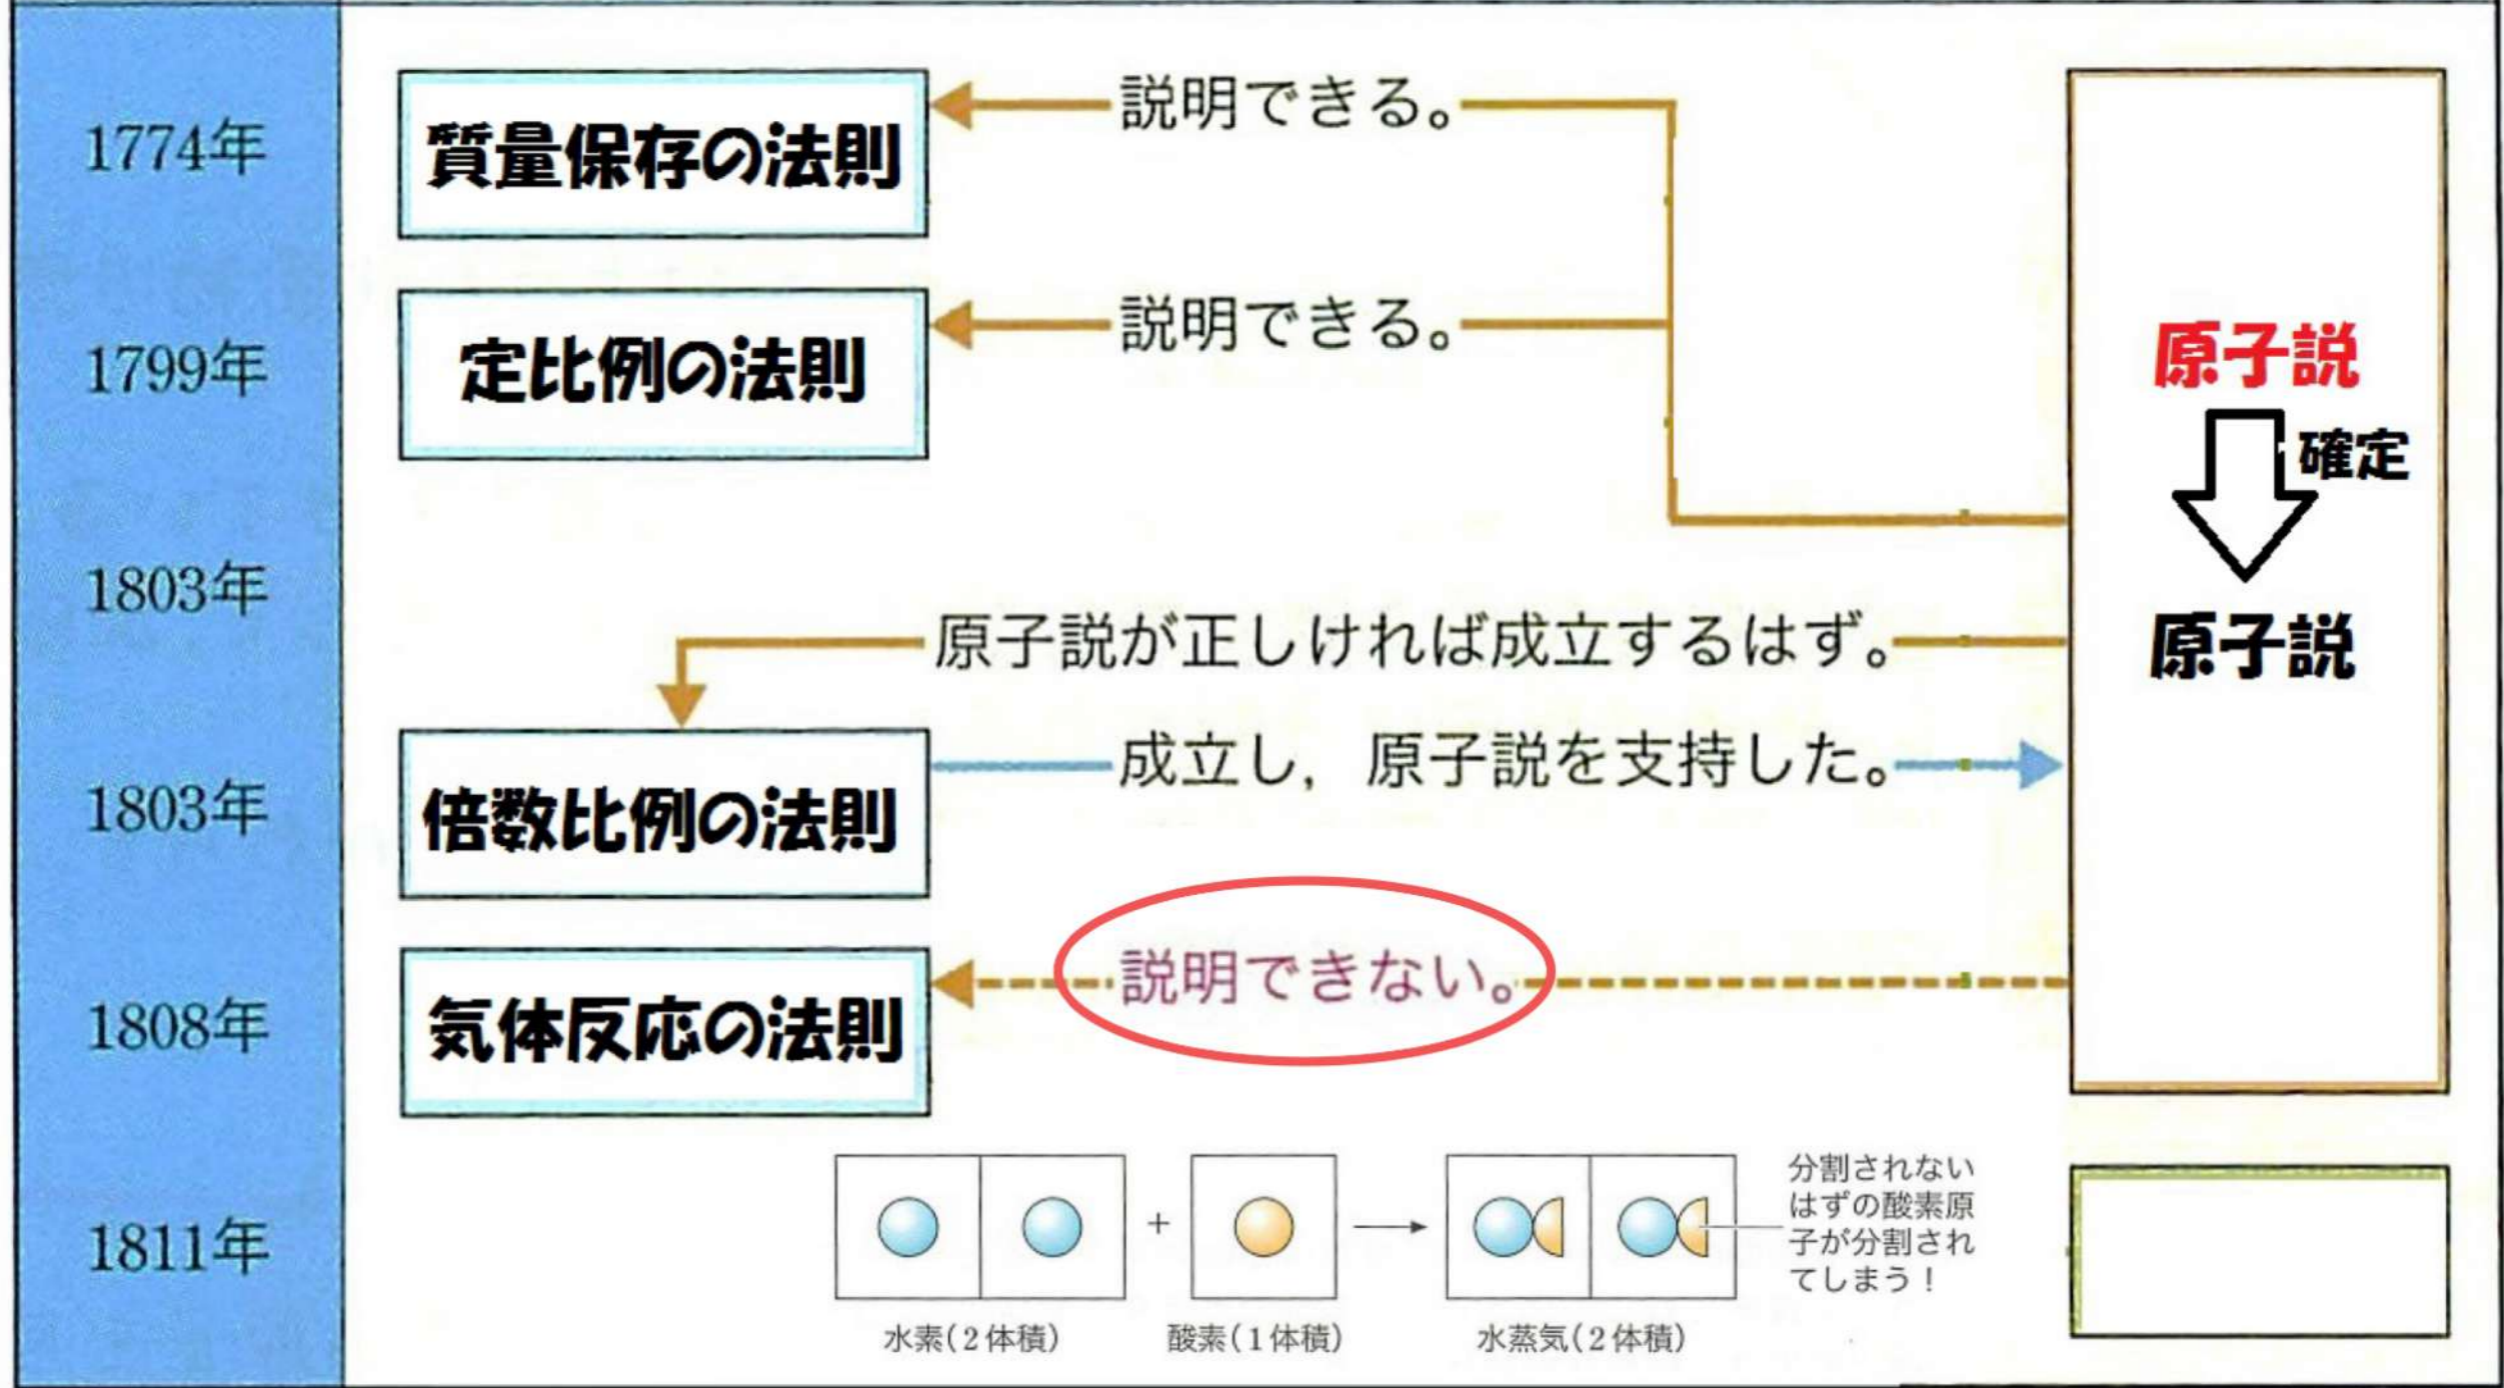 1774年
質量保存の法則
説明できる。
1799年
定比例の法則
説明できる。
原子説
確定
原子説
1803年
原子説が正しければ成立するはず。
1803年
倍数比例の法則
成立し，原子説を支持した。
1808年
気体反応の法則
説明できない。
1811年
+
分割されない
はずの酸素原
子が分割され
てしまう！
水素(2体積)
酸素(1体積)
水蒸気(2体積)